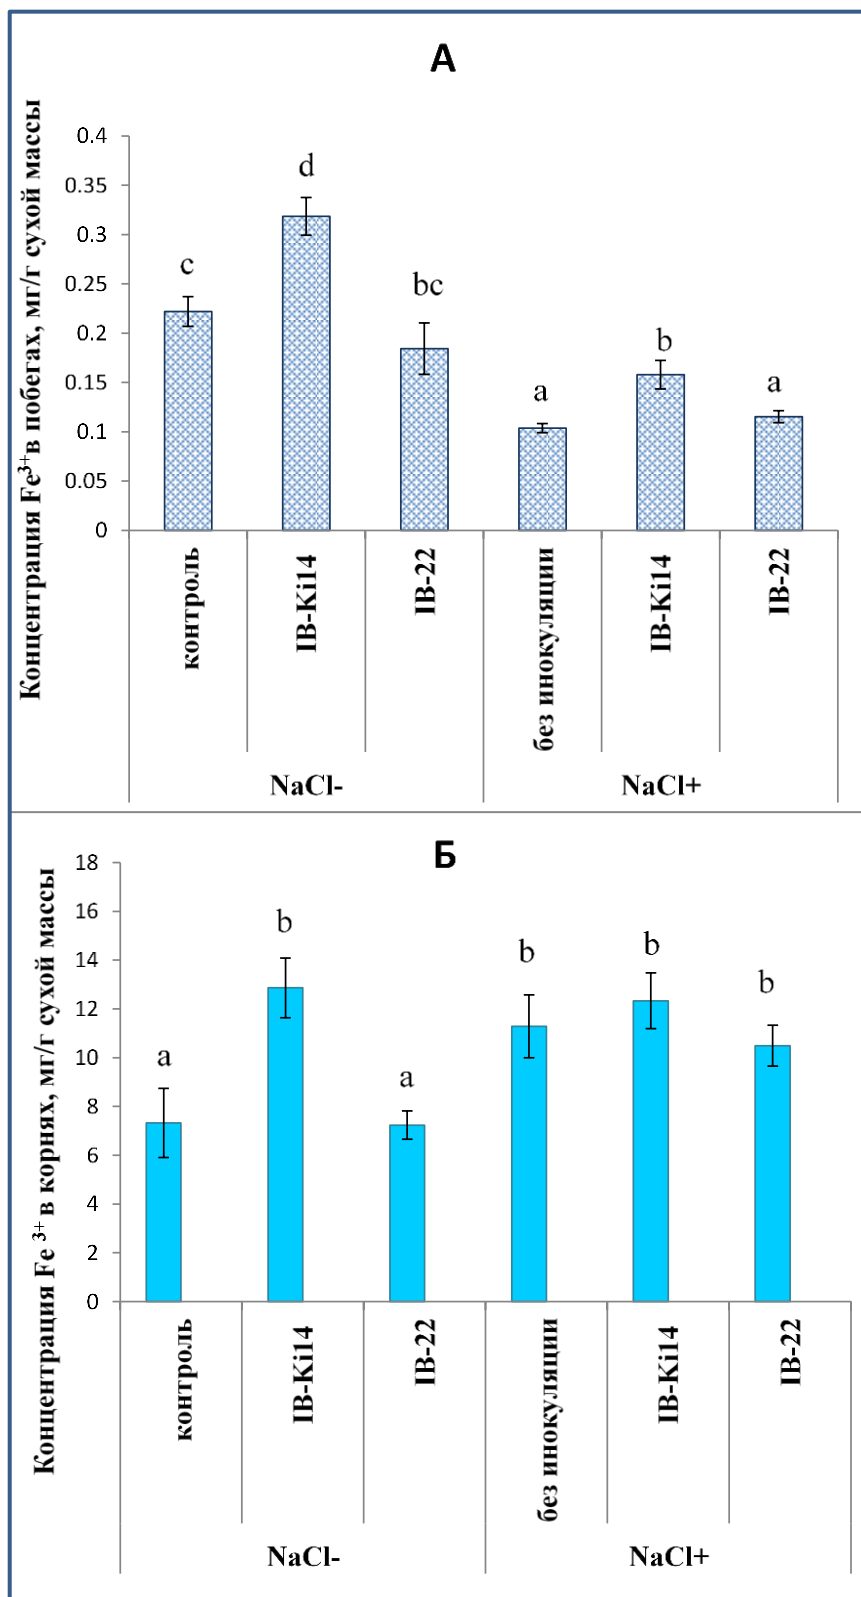 А
Концентрация Fe³⁺в побегах, мг/г сухой массы
0.4
0.35
0.3
0.25
0.2
0.15
0.1
0.05
0
c
d
bc
a
b
a
контроль
IB-Ki14
IB-22
без инокуляции
IB-Ki14
IB-22
NaCl-
NaCl+
Б
Концентрация Fe ³⁺ в корнях, мг/г сухой массы
18
16
14
12
10
8
6
4
2
0
a
b
a
b
b
b
контроль
IB-Ki14
IB-22
без инокуляции
IB-Ki14
IB-22
NaCl-
NaCl+